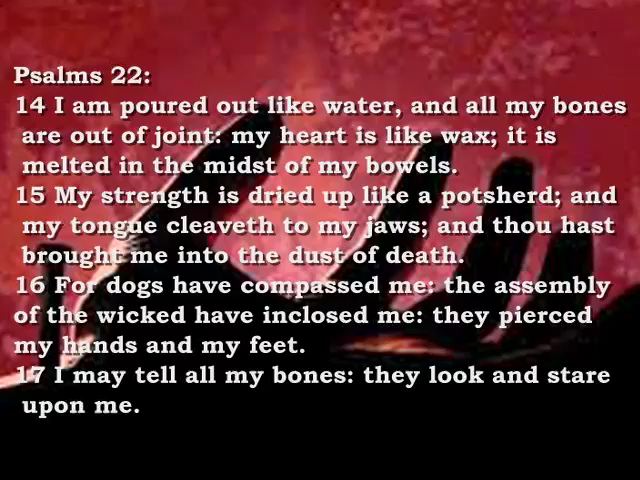 Psalms 22:
14 I am poured out like water, and all my bones
are out of joint: my heart is like wax; it is
melted in the midst of my bowels.
15 My strength is dried up like a potsherd; and
my tongue cleaveth to my jaws; and thou hast
brought me into the dust of death.
16 For dogs have compassed me: the assembly
of the wicked have inclosed me: they pierced
my hands and my feet.
17 I may tell all my bones: they look and stare
upon me.